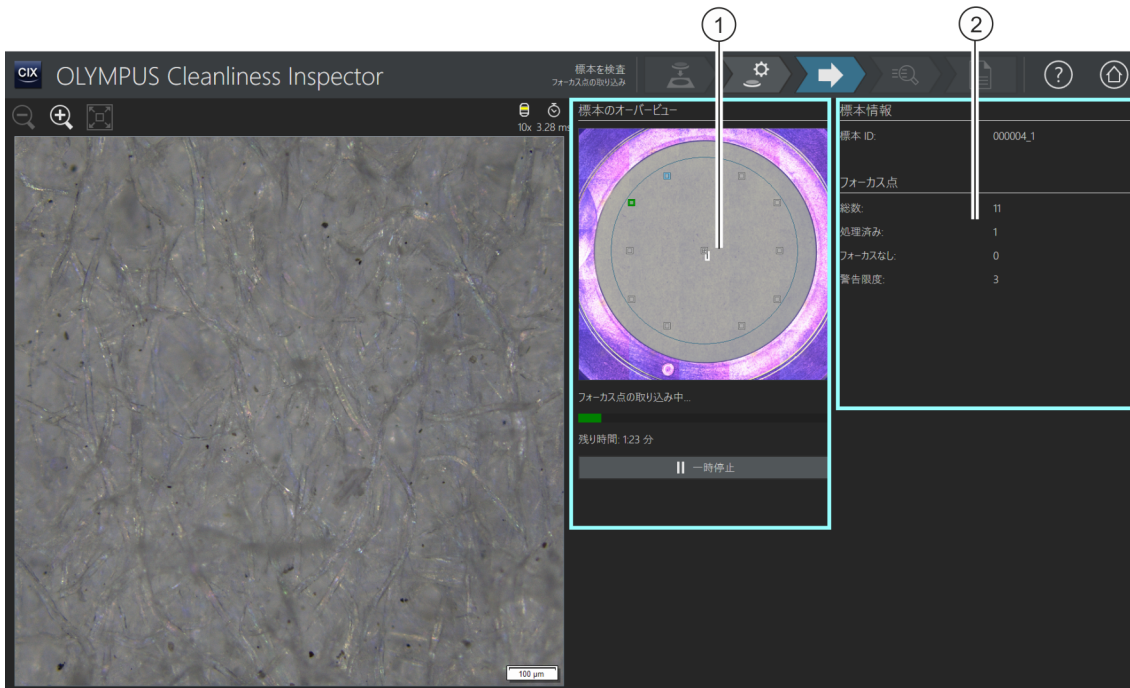 1
2
CIX
OLYMPUS Cleanliness Inspector
標本を検査
フォーカス点の取り込み
?
10x 3.28 ms
標本のオーバービュー
標本情報
標本 ID: 000004_1
フォーカス点
総数: 11
処理済み: 1
フォーカスなし: 0
警告限度: 3
フォーカス点の取り込み中...
残り時間: 1:23 分
一時停止
100 µm